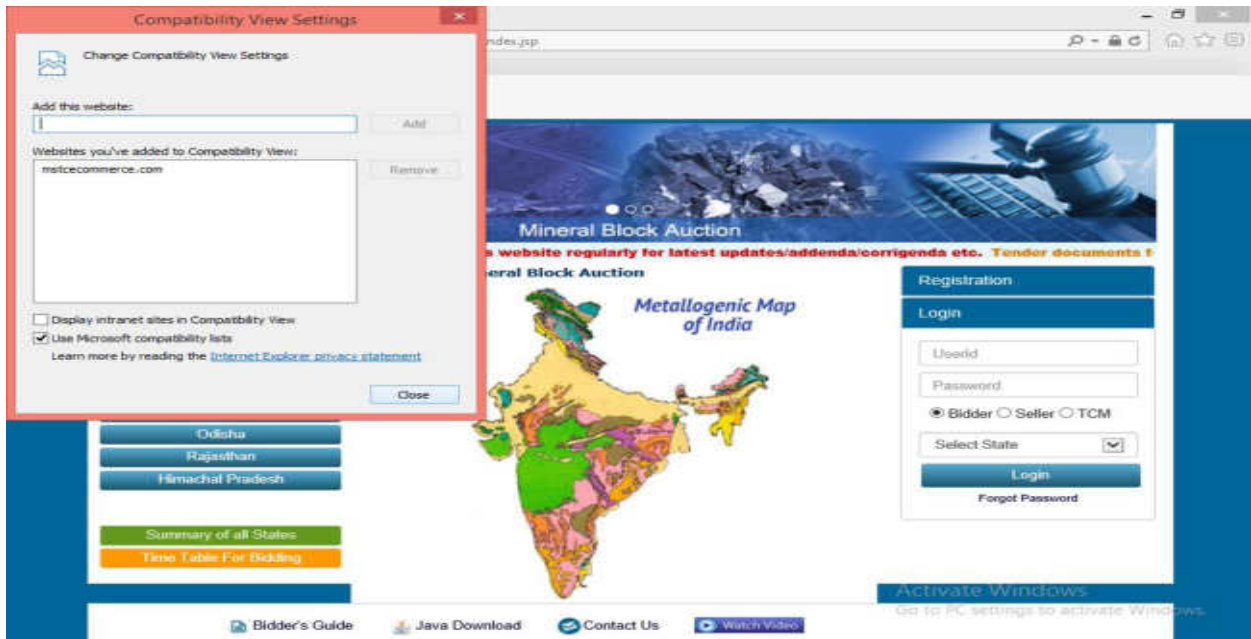 Compatibility View Settings
Change Compatibility View Settings
Add this website:
Add
Websites you've added to Compatibility View:
mstcecommerce.com
Remove
Display intranet sites in Compatibility View
Use Microsoft compatibility lists
Learn more by reading the Internet Explorer privacy statement
Close
index.jsp
Mineral Block Auction
s website regularly for latest updates/addenda/corrigenda etc. Tender documents f
eral Block Auction
Metallogenic Map
of India
Registration
Login
UserId
Password
Bidder Seller TCM
Select State
Login
Forgot Password
Odisha
Rajasthan
Himachal Pradesh
Summary of all States
Time Table For Bidding
Activate Windows
Go to PC settings to activate Windows.
Bidder's Guide
Java Download
Contact Us
Watch Video